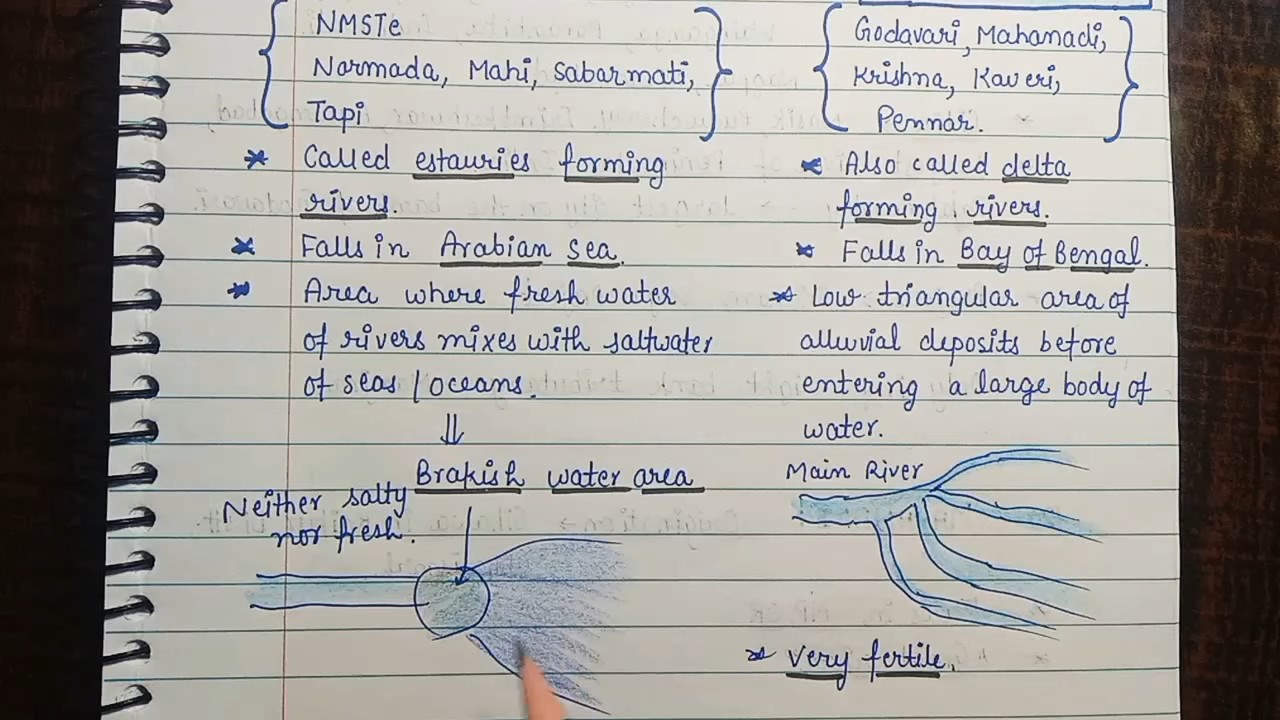 NMSTe
Narmada, Mahi, Sabarmati,
Tapi
* Called estauries forming
rivers.
* Falls in Arabian Sea.
* Area where fresh water
of rivers mixes with saltwater
of seas / oceans.
⇓
Brakish water area
Neither salty
nor fresh.
Godavari, Mahanadi,
Krishna, Kaveri,
Pennar.
* Also called delta
forming rivers.
* Falls in Bay of Bengal.
* Low triangular area of
alluvial deposits before
entering a large body of
water.
Main River
* Very fertile.